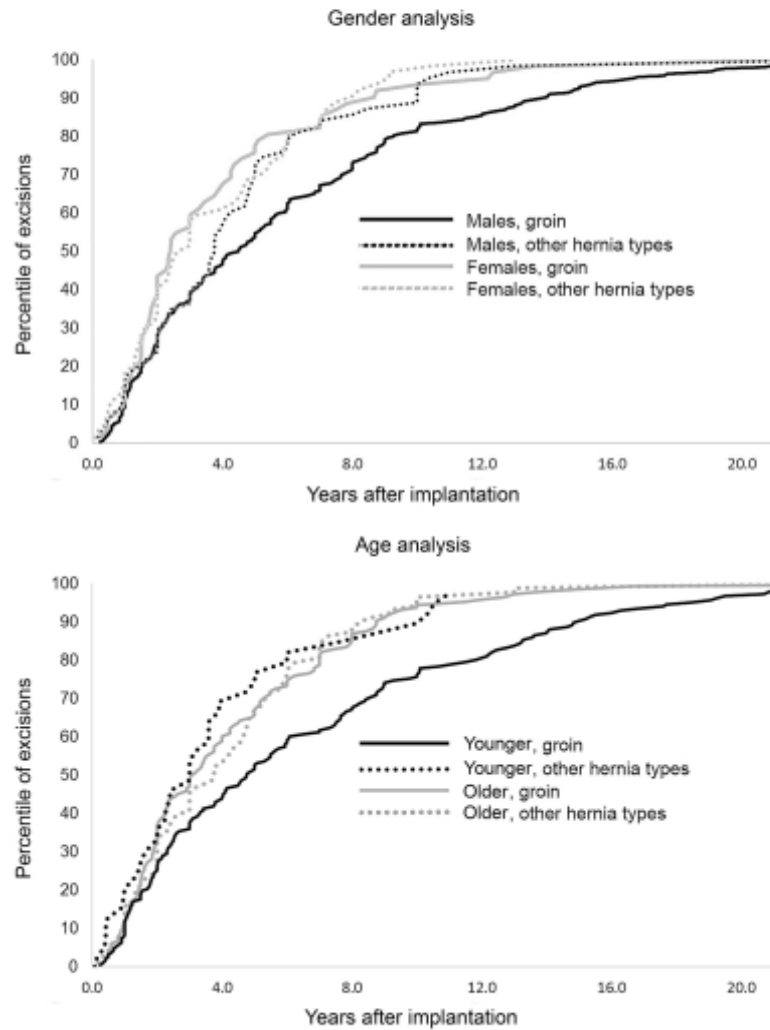 Gender analysis
100
90
80
70
60
50
40
30
20
10
0
Percentile of excisions
Males, groin
Males, other hernia types
Females, groin
Females, other hernia types
0.0 4.0 8.0 12.0 16.0 20.0
Years after implantation
Age analysis
100
90
80
70
60
50
40
30
20
10
0
Percentile of excisions
Younger, groin
Younger, other hernia types
Older, groin
Older, other hernia types
0.0 4.0 8.0 12.0 16.0 20.0
Years after implantation